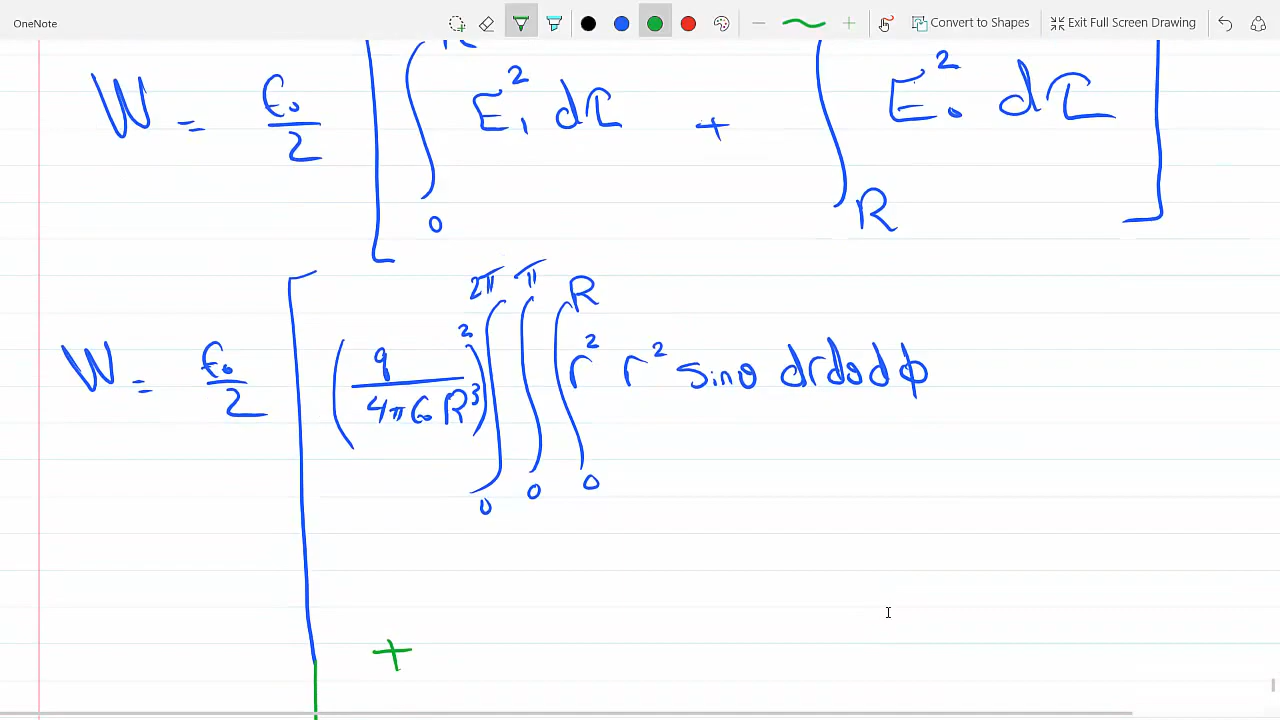 OneNote
Convert to Shapes
Exit Full Screen Drawing
W = ε₀/2 [ ∫₀^R E₁² dτ + ∫_R E₀² dτ ]
W = ε₀/2 [ (q / 4πε₀R³)² ∫₀^2π ∫₀^π ∫₀^R r² r² sinθ dr dθ dφ
+